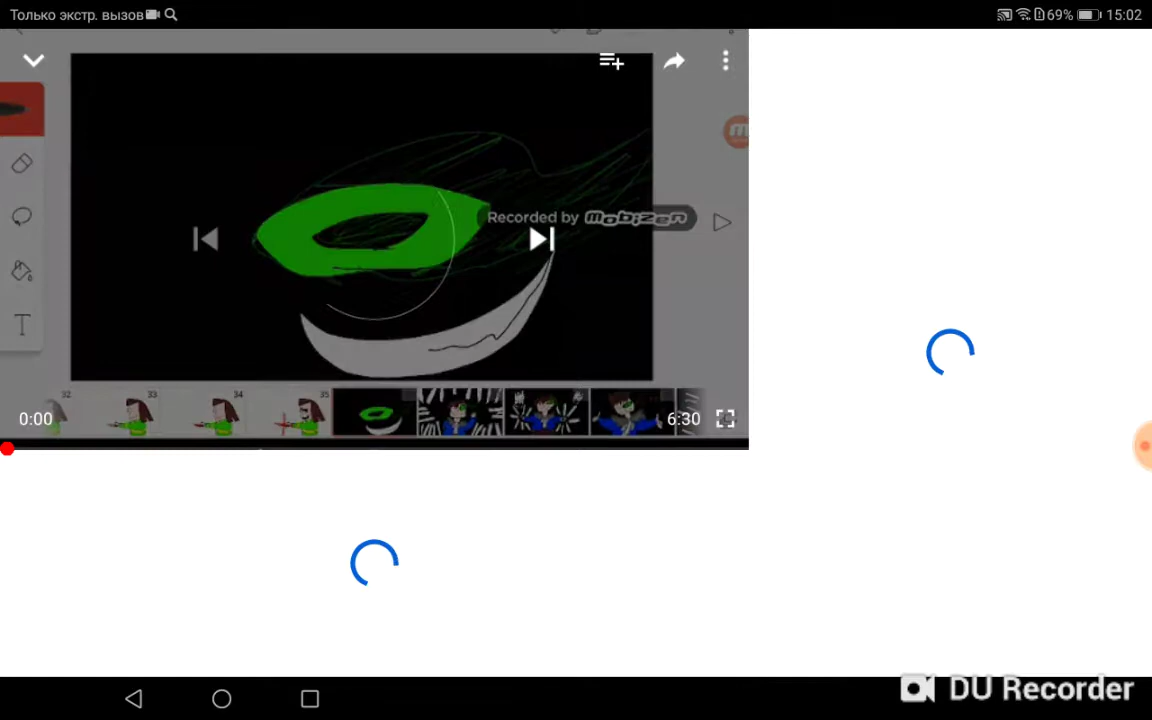 Только экстр. вызов
69% 15:02
Recorded by mobizen
T
32 33 34 35
0:00 6:30
DU Recorder